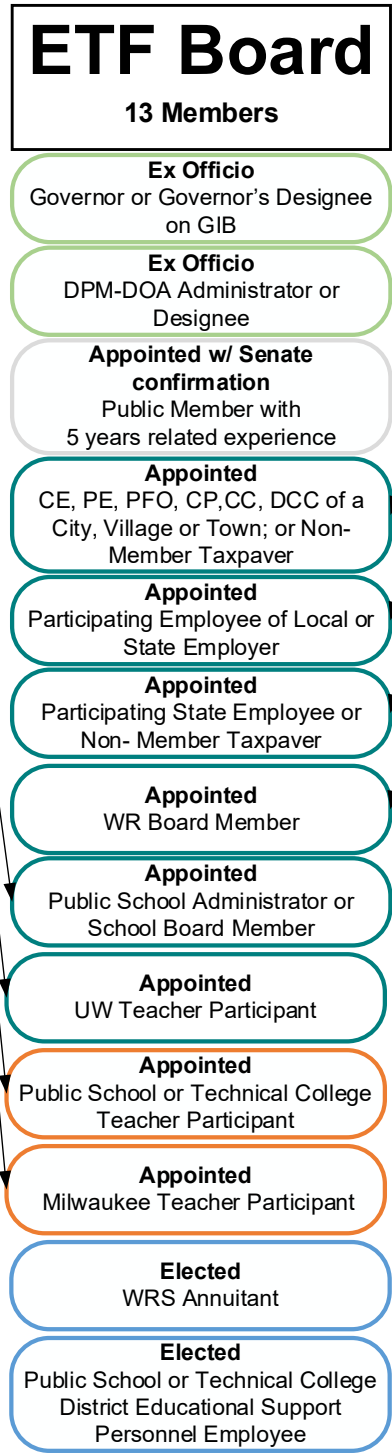 ETF Board
13 Members
Ex Officio
Governor or Governor's Designee
on GIB
Ex Officio
DPM-DOA Administrator or
Designee
Appointed w/ Senate
confirmation
Public Member with
5 years related experience
Appointed
CE, PE, PFO, CP,CC, DCC of a
City, Village or Town; or Non-
Member Taxpaver
Appointed
Participating Employee of Local or
State Employer
Appointed
Participating State Employee or
Non- Member Taxpaver
Appointed
WR Board Member
Appointed
Public School Administrator or
School Board Member
Appointed
UW Teacher Participant
Appointed
Public School or Technical College
Teacher Participant
Appointed
Milwaukee Teacher Participant
Elected
WRS Annuitant
Elected
Public School or Technical College
District Educational Support
Personnel Employee